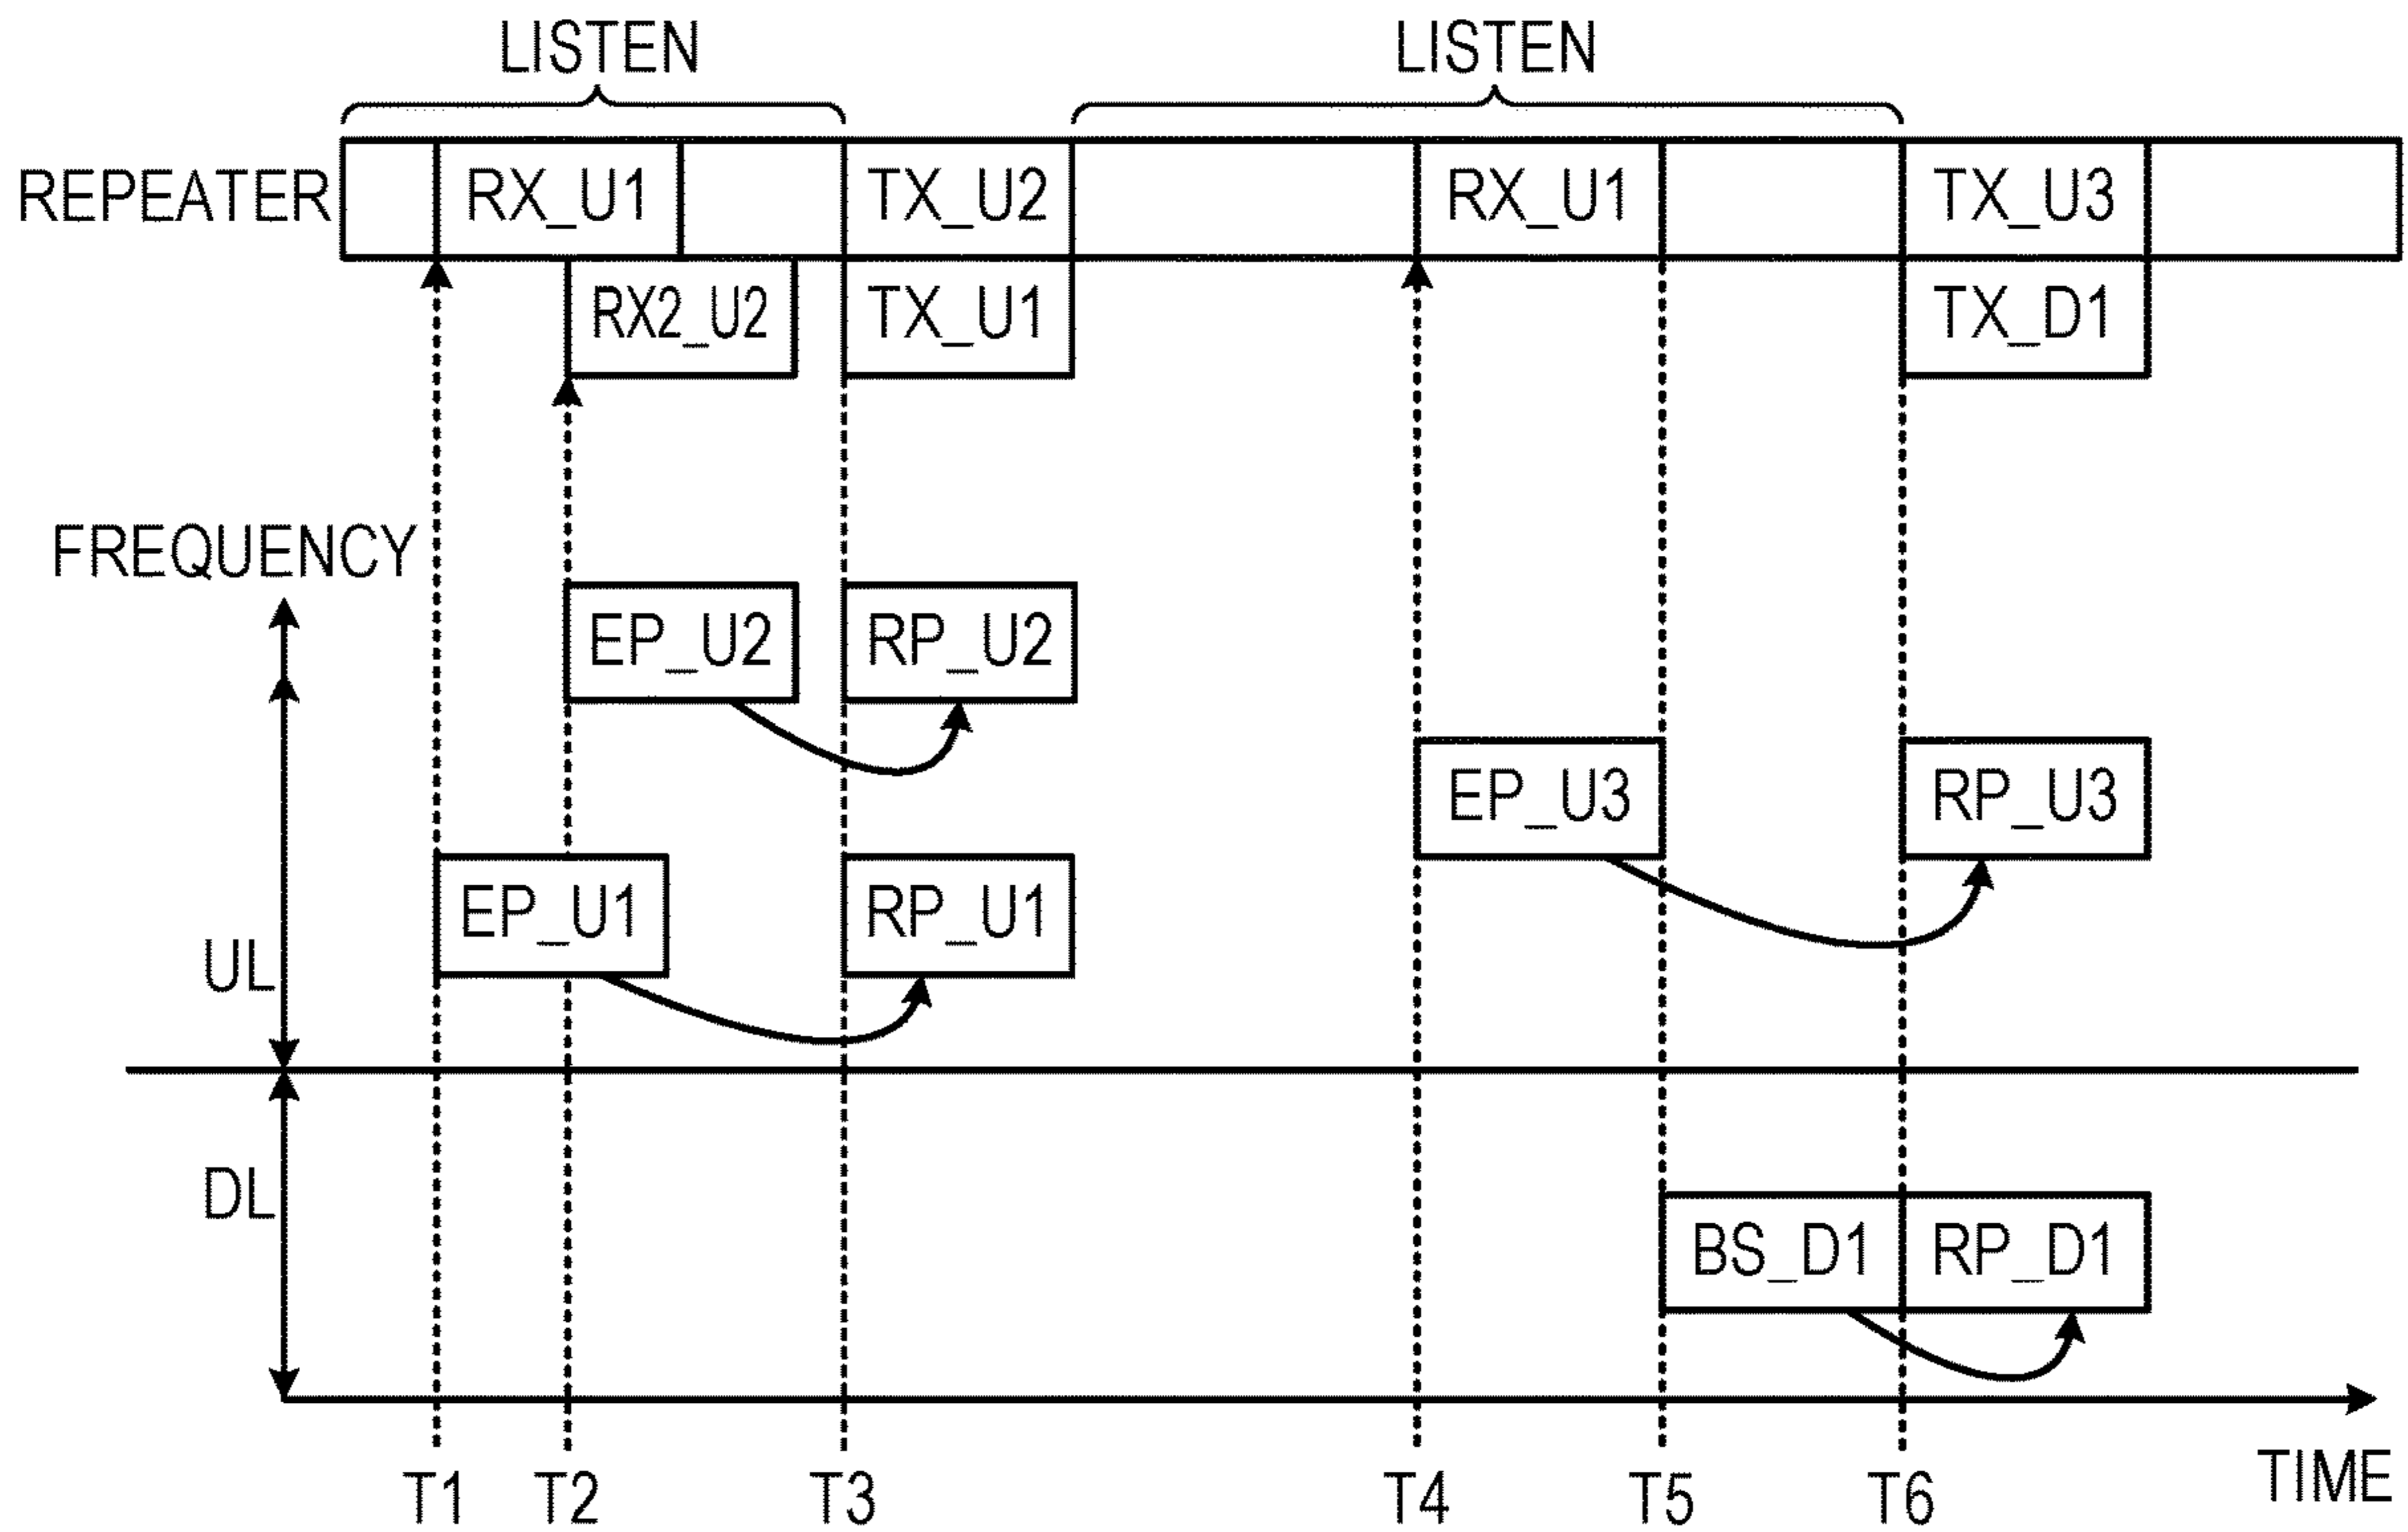 LISTEN LISTEN
REPEATER RX_U1 TX_U2 RX_U1 TX_U3
RX2_U2 TX_U1 TX_D1
FREQUENCY
EP_U2 RP_U2
EP_U3 RP_U3
EP_U1 RP_U1
UL
DL
BS_D1 RP_D1
TIME
T1 T2 T3 T4 T5 T6